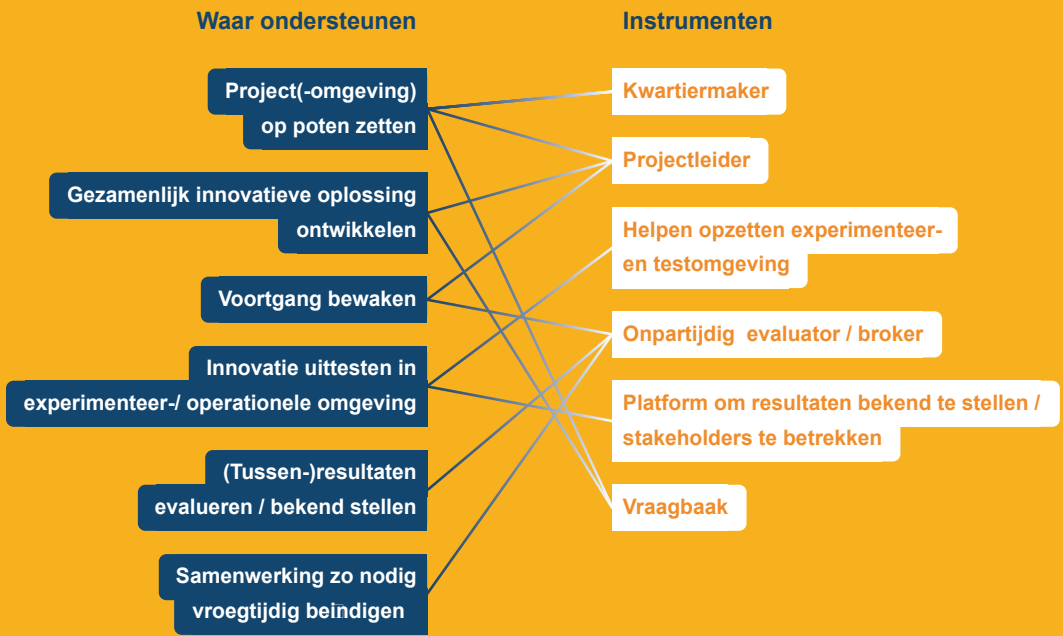 Waar ondersteunen
Project(-omgeving)
op poten zetten
Gezamenlijk innovatieve oplossing
ontwikkelen
Voortgang bewaken
Innovatie uittesten in
experimenteer-/ operationele omgeving
(Tussen-)resultaten
evalueren / bekend stellen
Samenwerking zo nodig
vroegtijdig beïndigen
Instrumenten
Kwartiermaker
Projectleider
Helpen opzetten experimenteer-
en testomgeving
Onpartijdig evaluator / broker
Platform om resultaten bekend te stellen /
stakeholders te betrekken
Vraagbaak